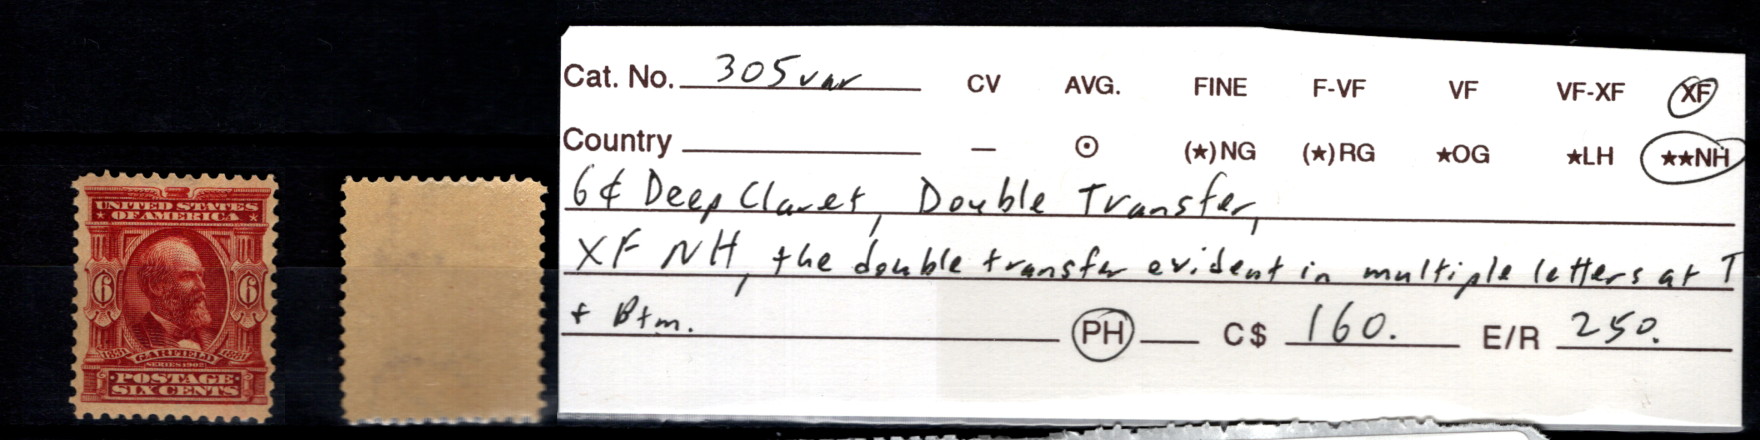 UNITED STATES
OF AMERICA
6 6
1831 GARFIELD 1881
SERIES 1902
POSTAGE
SIX CENTS
Cat. No. 305var CV AVG. FINE F-VF VF VF-XF XF
Country — ⊙ (★)NG (★)RG ★OG ★LH ★★NH
6¢ Deep Claret, Double Transfer,
XF NH, the double transfer evident in multiple letters at T
+ Btm. PH C$ 160. E/R 250.